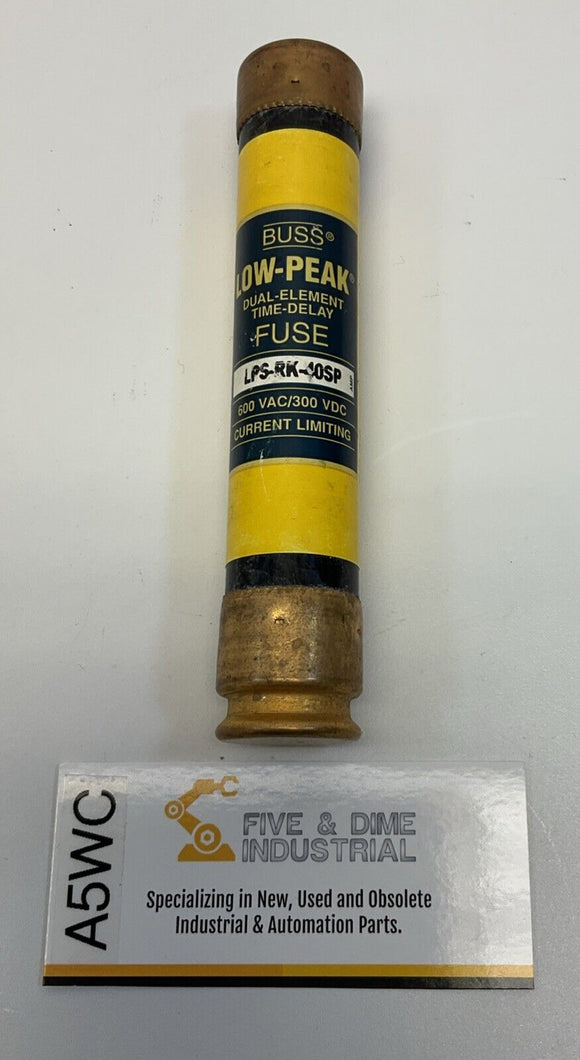 BUSS®
LOW-PEAK®
DUAL-ELEMENT
TIME-DELAY
FUSE
LPS-RK-40SP AMP
600 VAC/300 VDC
CURRENT LIMITING
A5WC
FIVE & DIME
INDUSTRIAL
Specializing in New, Used and Obsolete
Industrial & Automation Parts.